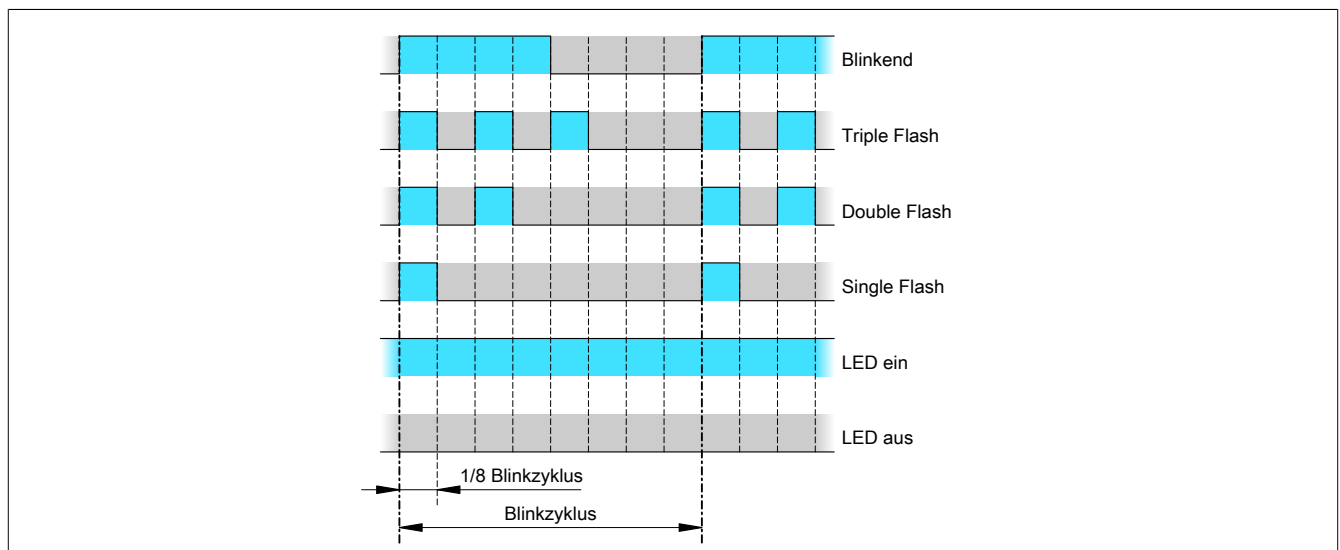 Blinkend
Triple Flash
Double Flash
Single Flash
LED ein
LED aus
1/8 Blinkzyklus
Blinkzyklus